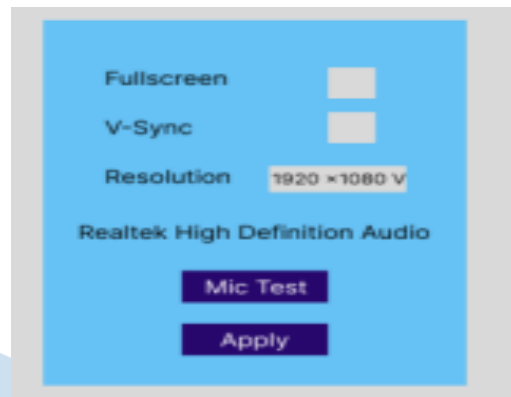 Fullscreen
V-Sync
Resolution 1920 ×1080 V
Realtek High Definition Audio
Mic Test
Apply